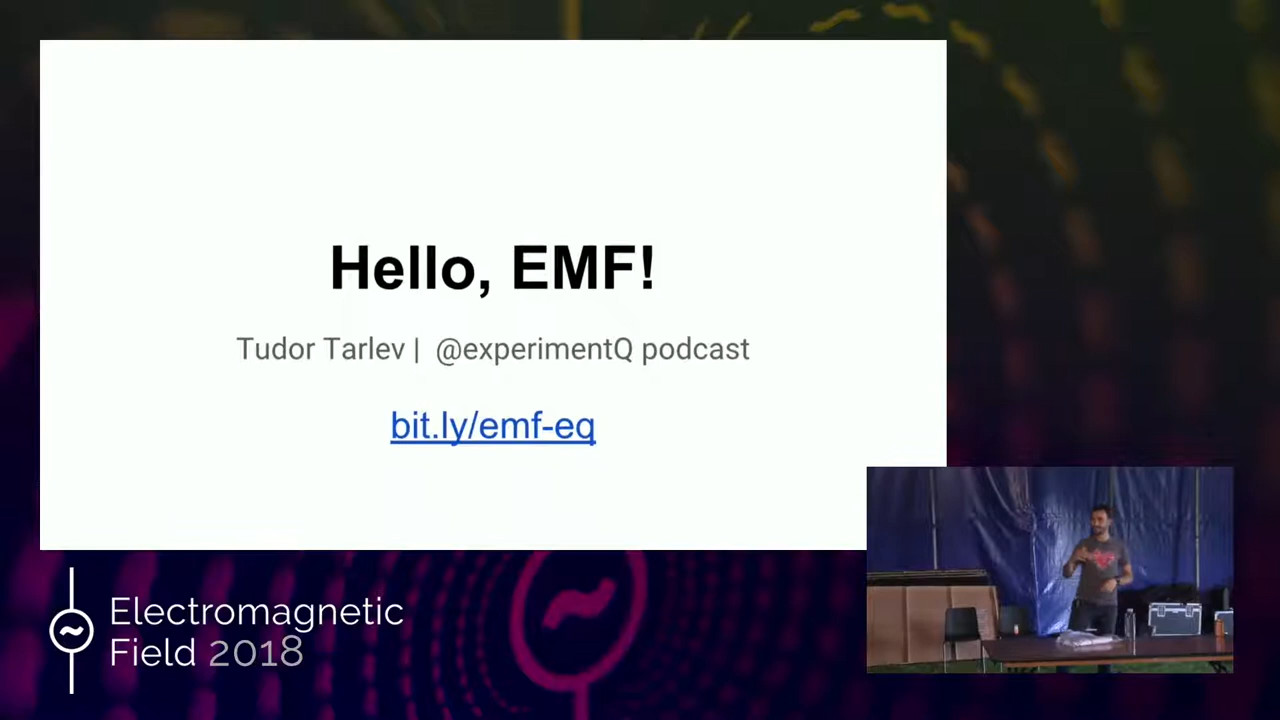 Hello, EMF!
Tudor Tarlev | @experimentQ podcast
bit.ly/emf-eq
Electromagnetic
Field 2018